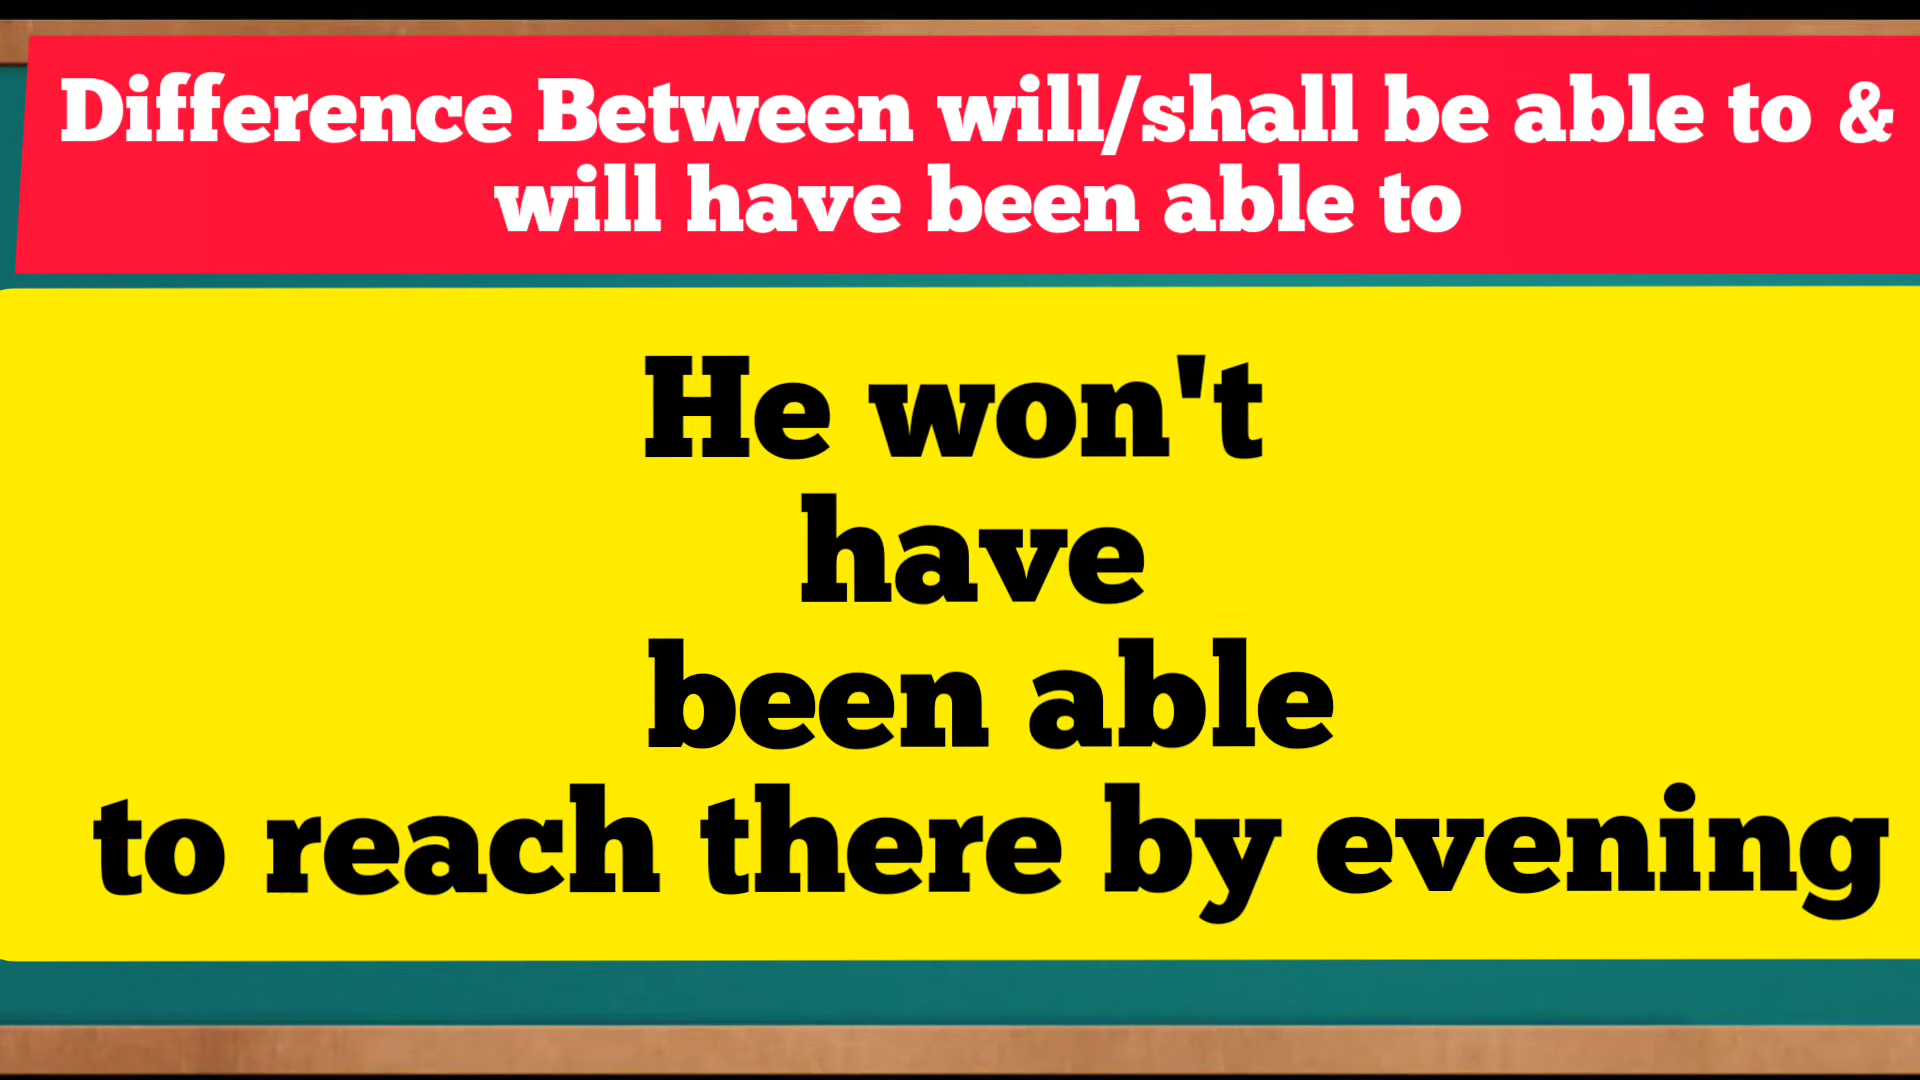 Difference Between will/shall be able to &
will have been able to
He won't
have
been able
to reach there by evening